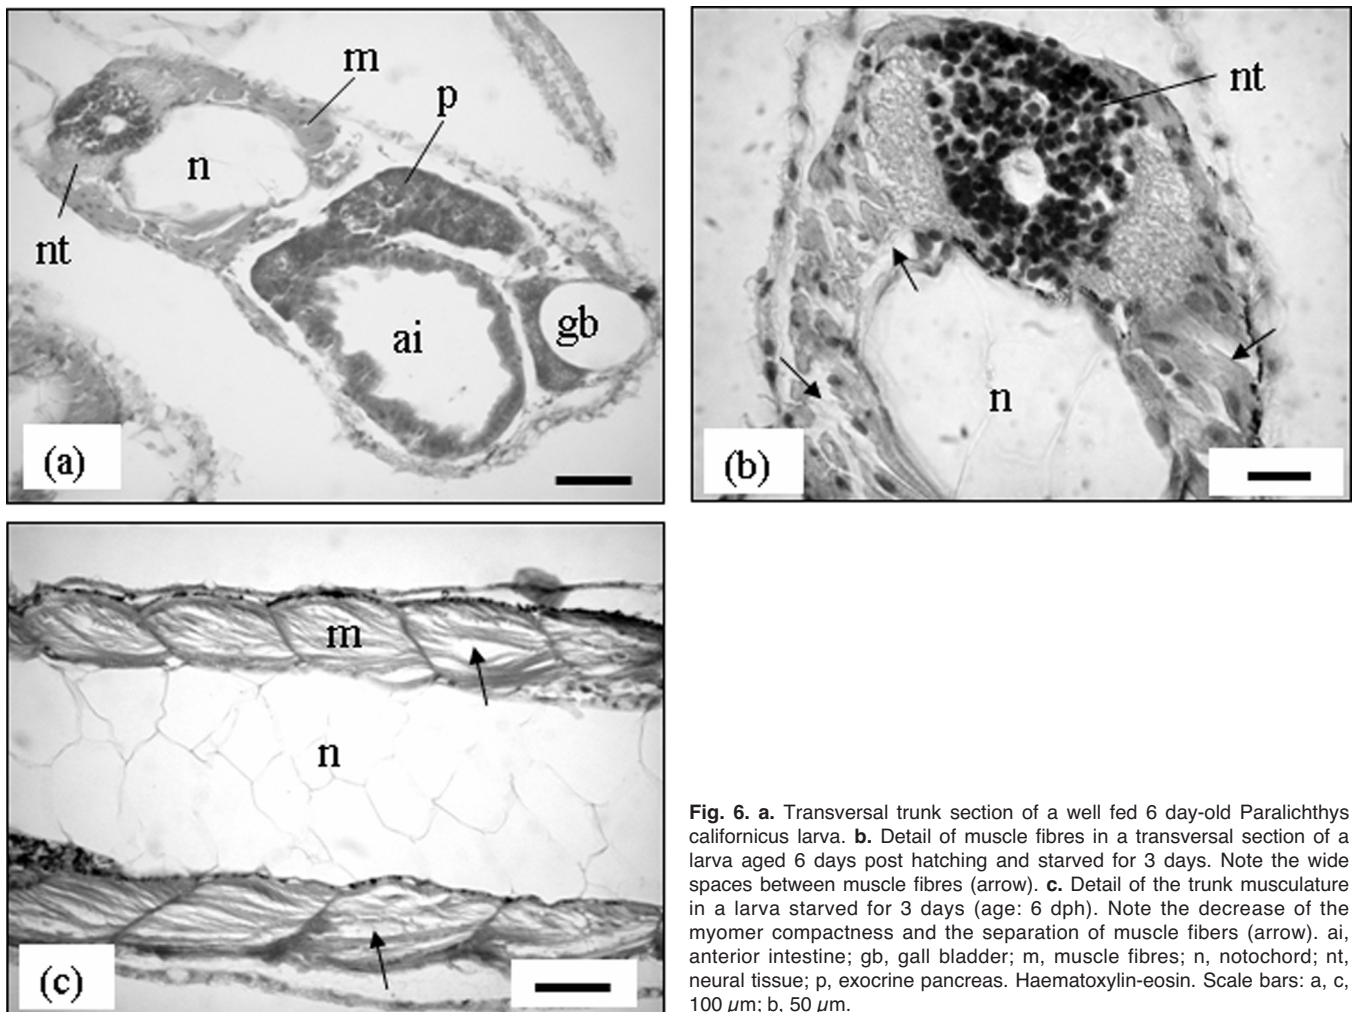 m
p
n
nt
ai
gb
(a)
nt
n
(b)
m
n
(c)
Fig. 6. a. Transversal trunk section of a well fed 6 day-old Paralichthys
californicus larva. b. Detail of muscle fibres in a transversal section of a
larva aged 6 days post hatching and starved for 3 days. Note the wide
spaces between muscle fibres (arrow). c. Detail of the trunk musculature
in a larva starved for 3 days (age: 6 dph). Note the decrease of the
myomer compactness and the separation of muscle fibers (arrow). ai,
anterior intestine; gb, gall bladder; m, muscle fibres; n, notochord; nt,
neural tissue; p, exocrine pancreas. Haematoxylin-eosin. Scale bars: a, c,
100 µm; b, 50 µm.